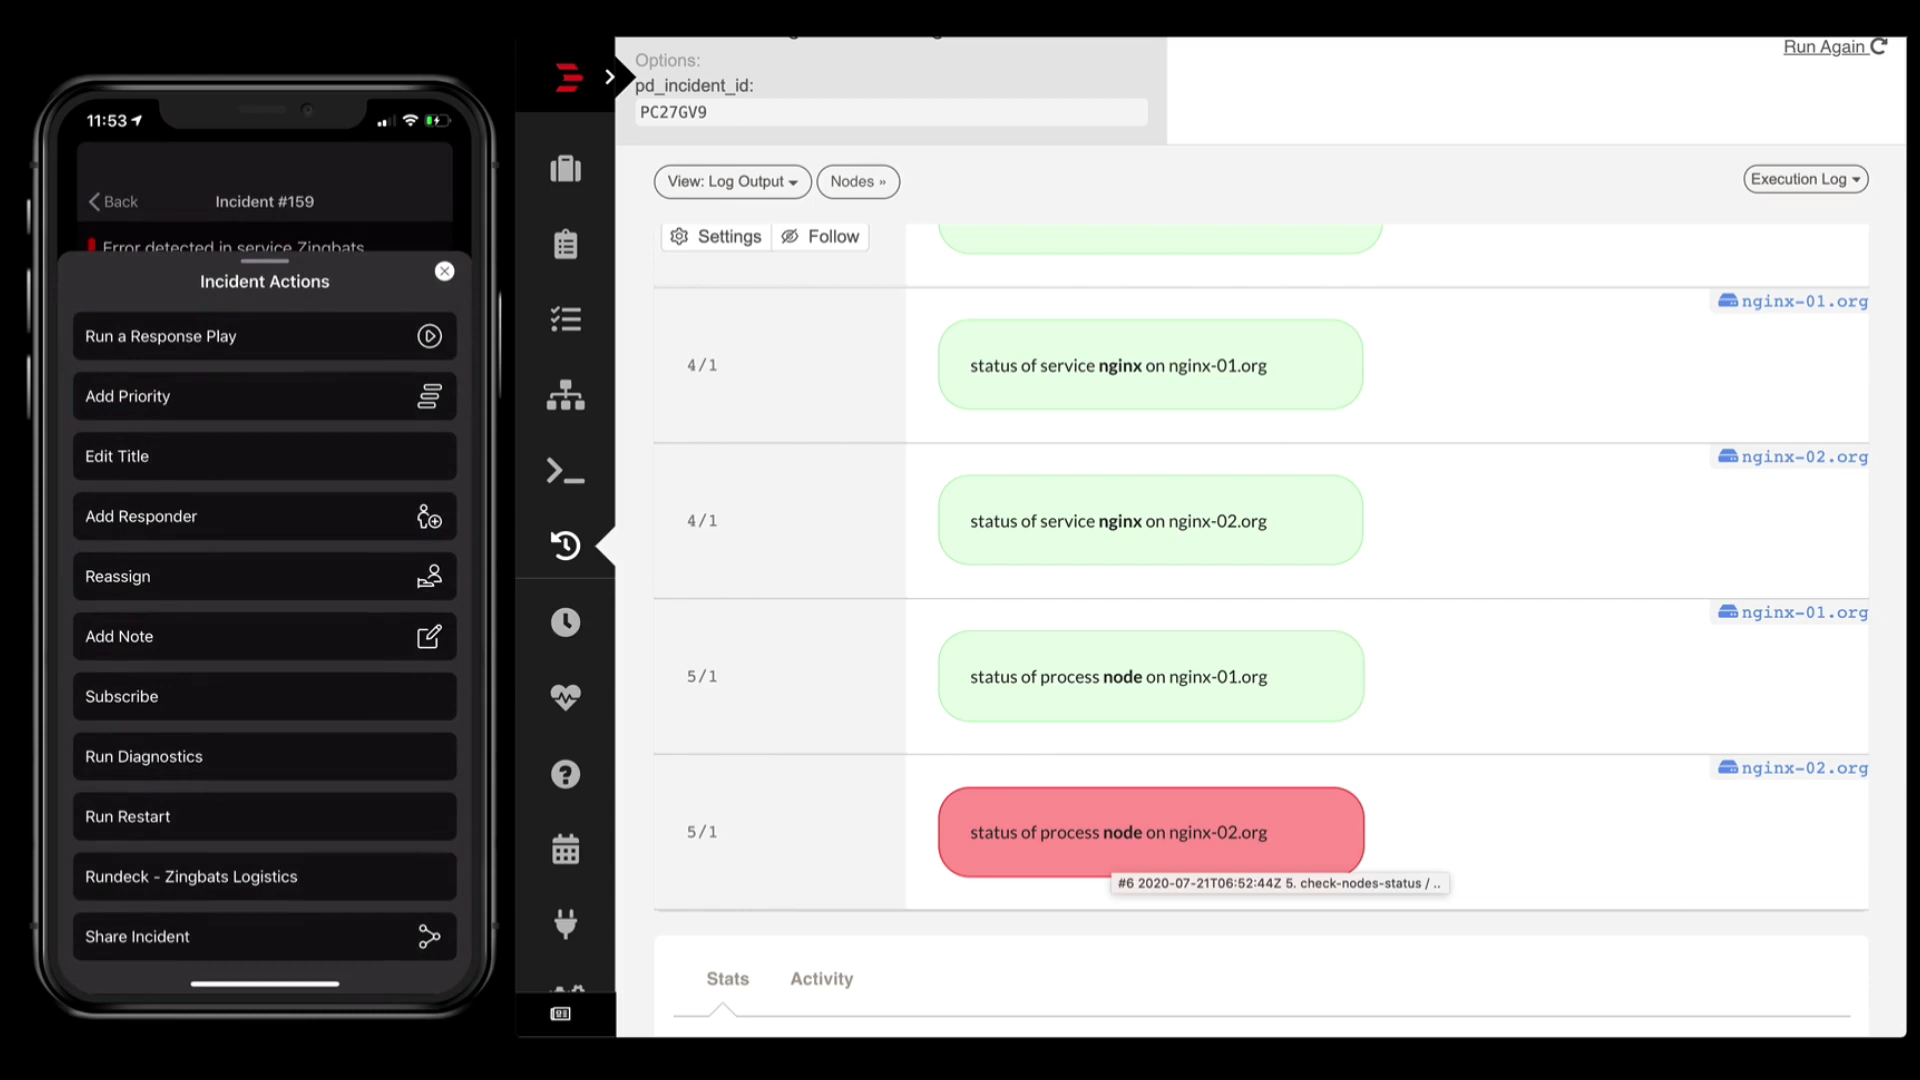 11:53
Back
Incident #159
Error detected in service Zingbats
Incident Actions
Run a Response Play
Add Priority
Edit Title
Add Responder
Reassign
Add Note
Subscribe
Run Diagnostics
Run Restart
Rundeck - Zingbats Logistics
Share Incident
Options:
pd_incident_id:
PC27GV9
Run Again
View: Log Output
Nodes »
Execution Log
Settings
Follow
nginx-01.org
4/1
status of service nginx on nginx-01.org
nginx-02.org
4/1
status of service nginx on nginx-02.org
nginx-01.org
5/1
status of process node on nginx-01.org
nginx-02.org
5/1
status of process node on nginx-02.org
#6 2020-07-21T06:52:44Z 5. check-nodes-status / ..
Stats
Activity